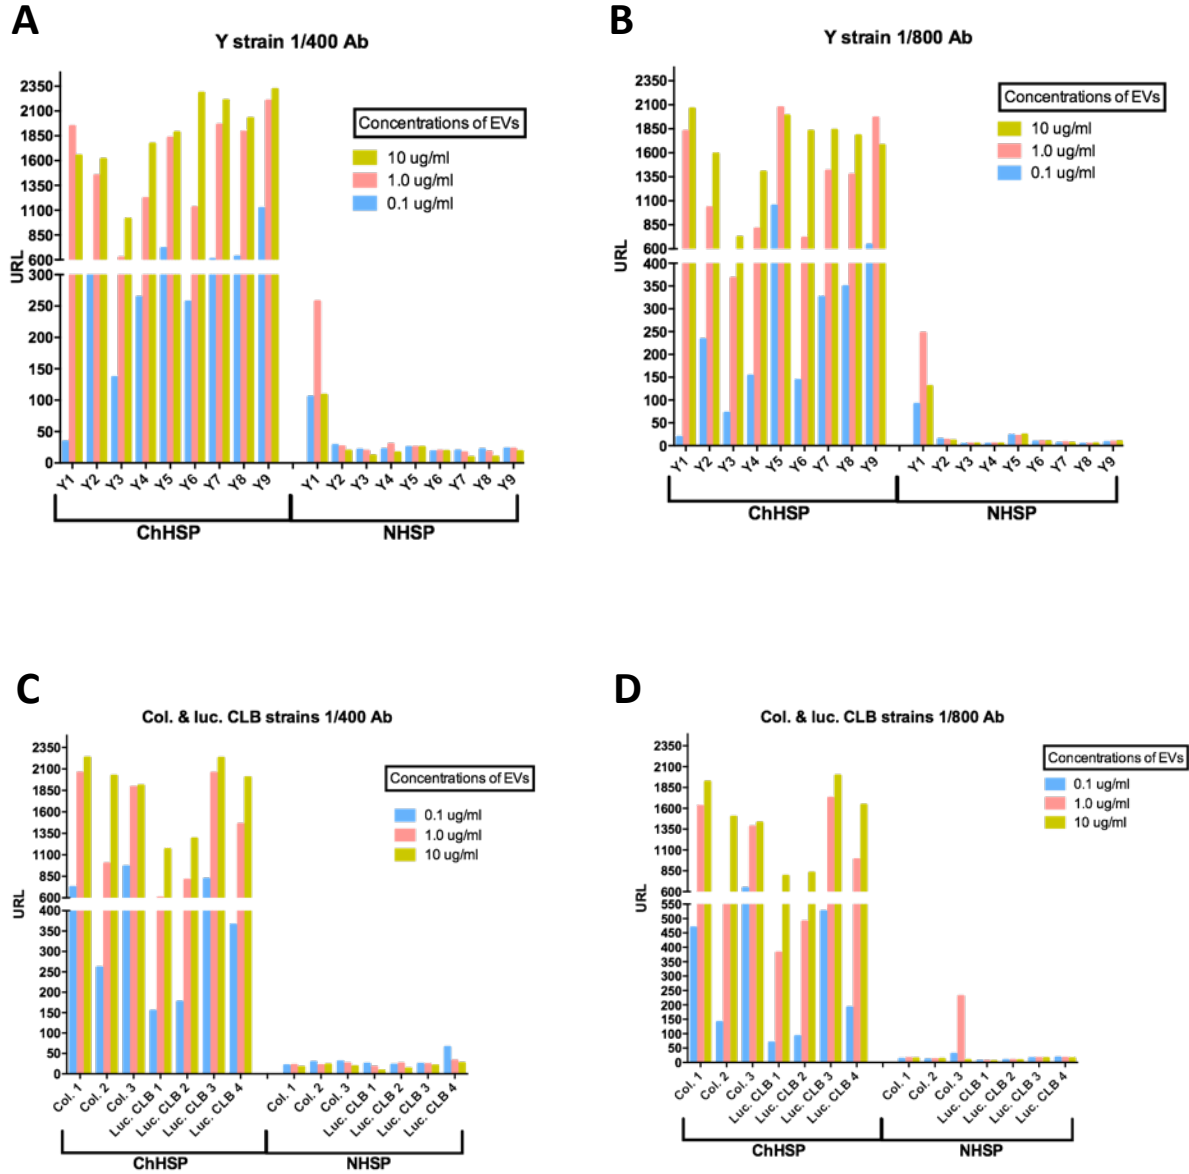 A
Y strain 1/400 Ab
2350
2100
1850
1600
1350
1100
850
600
300
250
200
150
100
50
0
URL
Concentrations of EVs
10 ug/ml
1.0 ug/ml
0.1 ug/ml
Y1 Y2 Y3 Y4 Y5 Y6 Y7 Y8 Y9 Y1 Y2 Y3 Y4 Y5 Y6 Y7 Y8 Y9
ChHSP NHSP
B
Y strain 1/800 Ab
2350
2100
1850
1600
1350
1100
850
600
400
350
300
250
200
150
100
50
0
URL
Concentrations of EVs
10 ug/ml
1.0 ug/ml
0.1 ug/ml
Y1 Y2 Y3 Y4 Y5 Y6 Y7 Y8 Y9 Y1 Y2 Y3 Y4 Y5 Y6 Y7 Y8 Y9
ChHSP NHSP
C
Col. & luc. CLB strains 1/400 Ab
2350
2100
1850
1600
1350
1100
850
600
400
350
300
250
200
150
100
50
0
URL
Concentrations of EVs
0.1 ug/ml
1.0 ug/ml
10 ug/ml
Col. 1 Col. 2 Col. 3 Luc. CLB 1 Luc. CLB 2 Luc. CLB 3 Luc. CLB 4 Col. 1 Col. 2 Col. 3 Luc. CLB 1 Luc. CLB 2 Luc. CLB 3 Luc. CLB 4
ChHSP NHSP
D
Col. & luc. CLB strains 1/800 Ab
2350
2100
1850
1600
1350
1100
850
600
550
500
450
400
350
300
250
200
150
100
50
0
URL
Concentrations of EVs
0.1 ug/ml
1.0 ug/ml
10 ug/ml
Col. 1 Col. 2 Col. 3 Luc. CLB 1 Luc. CLB 2 Luc. CLB 3 Luc. CLB 4 Col. 1 Col. 2 Col. 3 Luc. CLB 1 Luc. CLB 2 Luc. CLB 3 Luc. CLB 4
ChHSP NHSP